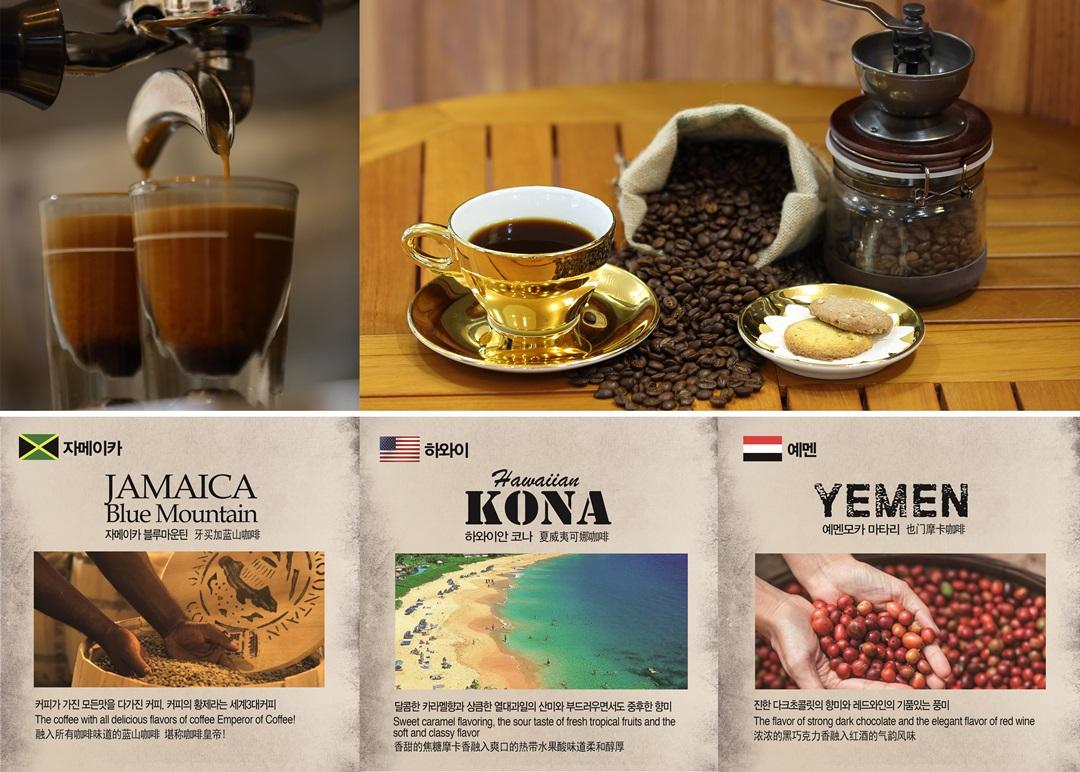 자메이카
JAMAICA
Blue Mountain
자메이카 블루마운틴 牙买加蓝山咖啡
커피가 가진 모든맛을 다가진 커피, 커피의 황제라는 세계3대커피
The coffee with all delicious flavors of coffee Emperor of Coffee!
融入所有咖啡味道的蓝山咖啡 堪称咖啡皇帝!
하와이
Hawaiian
KONA
하와이안 코나 夏威夷可娜咖啡
달콤한 카라멜향과 상큼한 열대과일의 산미와 부드러우면서도 중후한 향미
Sweet caramel flavoring, the sour taste of fresh tropical fruits and the
soft and classy flavor
香甜的焦糖摩卡香融入爽口的热带水果酸味道柔和醇厚
예멘
YEMEN
예멘모카 마타리 也门摩卡咖啡
진한 다크초콜릿의 향미와 레드와인의 기품있는 풍미
The flavor of strong dark chocolate and the elegant flavor of red wine
浓浓的黑巧克力香融入红酒的气韵风味